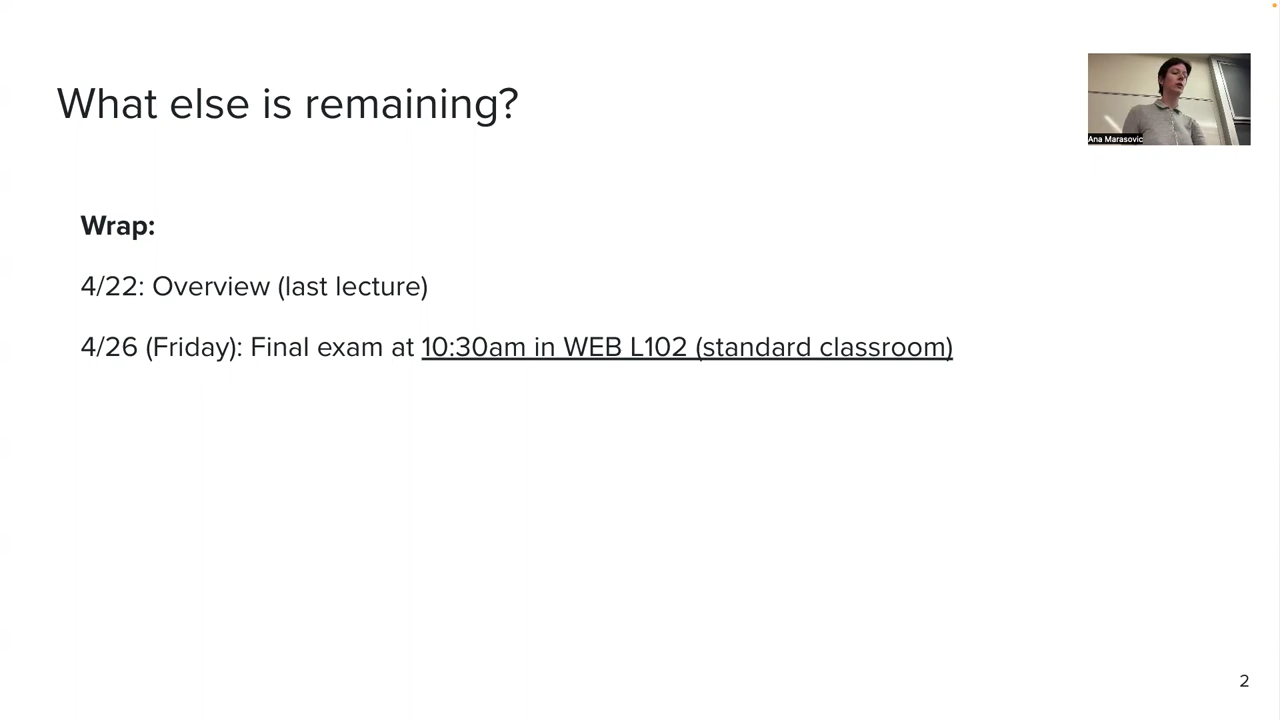 What else is remaining?
Ana Marasovic
Wrap:
4/22: Overview (last lecture)
4/26 (Friday): Final exam at 10:30am in WEB L102 (standard classroom)
2